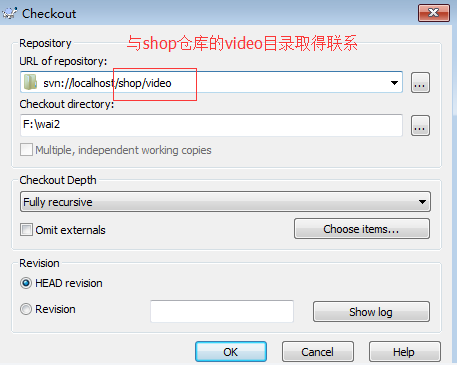 Checkout
Repository
与shop仓库的video目录取得联系
URL of repository:
svn://localhost/shop/video
...
Checkout directory:
F:\wai2
...
Multiple, independent working copies
Checkout Depth
Fully recursive
Omit externals
Choose items...
Revision
HEAD revision
Revision
Show log
OK
Cancel
Help